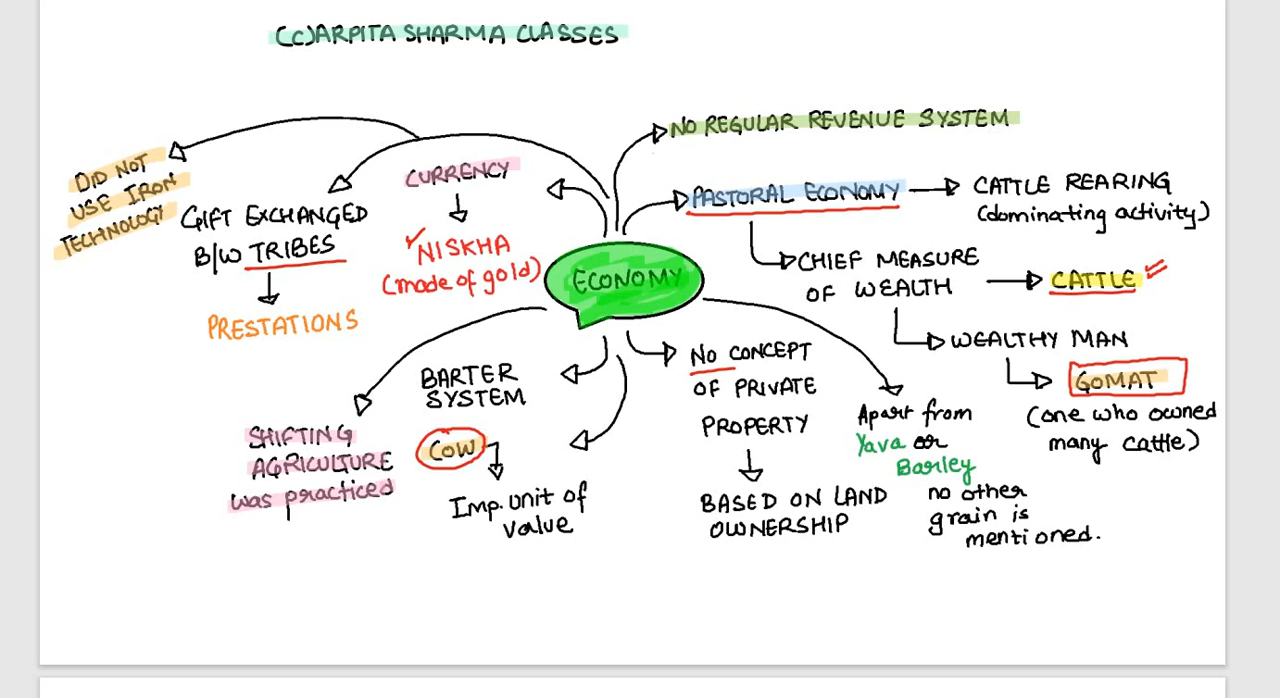 (C)ARPITA SHARMA CLASSES
NO REGULAR REVENUE SYSTEM
DID NOT
USE IRON
TECHNOLOGY
GIFT EXCHANGED
B/W TRIBES
PRESTATIONS
CURRENCY
NISKHA
(made of gold)
ECONOMY
PASTORAL ECONOMY
CATTLE REARING
(dominating activity)
CHIEF MEASURE
OF WEALTH
CATTLE
WEALTHY MAN
GOMAT
(one who owned
many cattle)
SHIFTING
AGRICULTURE
was practiced
BARTER
SYSTEM
COW
Imp. unit of
value
NO CONCEPT
OF PRIVATE
PROPERTY
BASED ON LAND
OWNERSHIP
Apart from
Yava or
Barley
no other
grain is
mentioned.